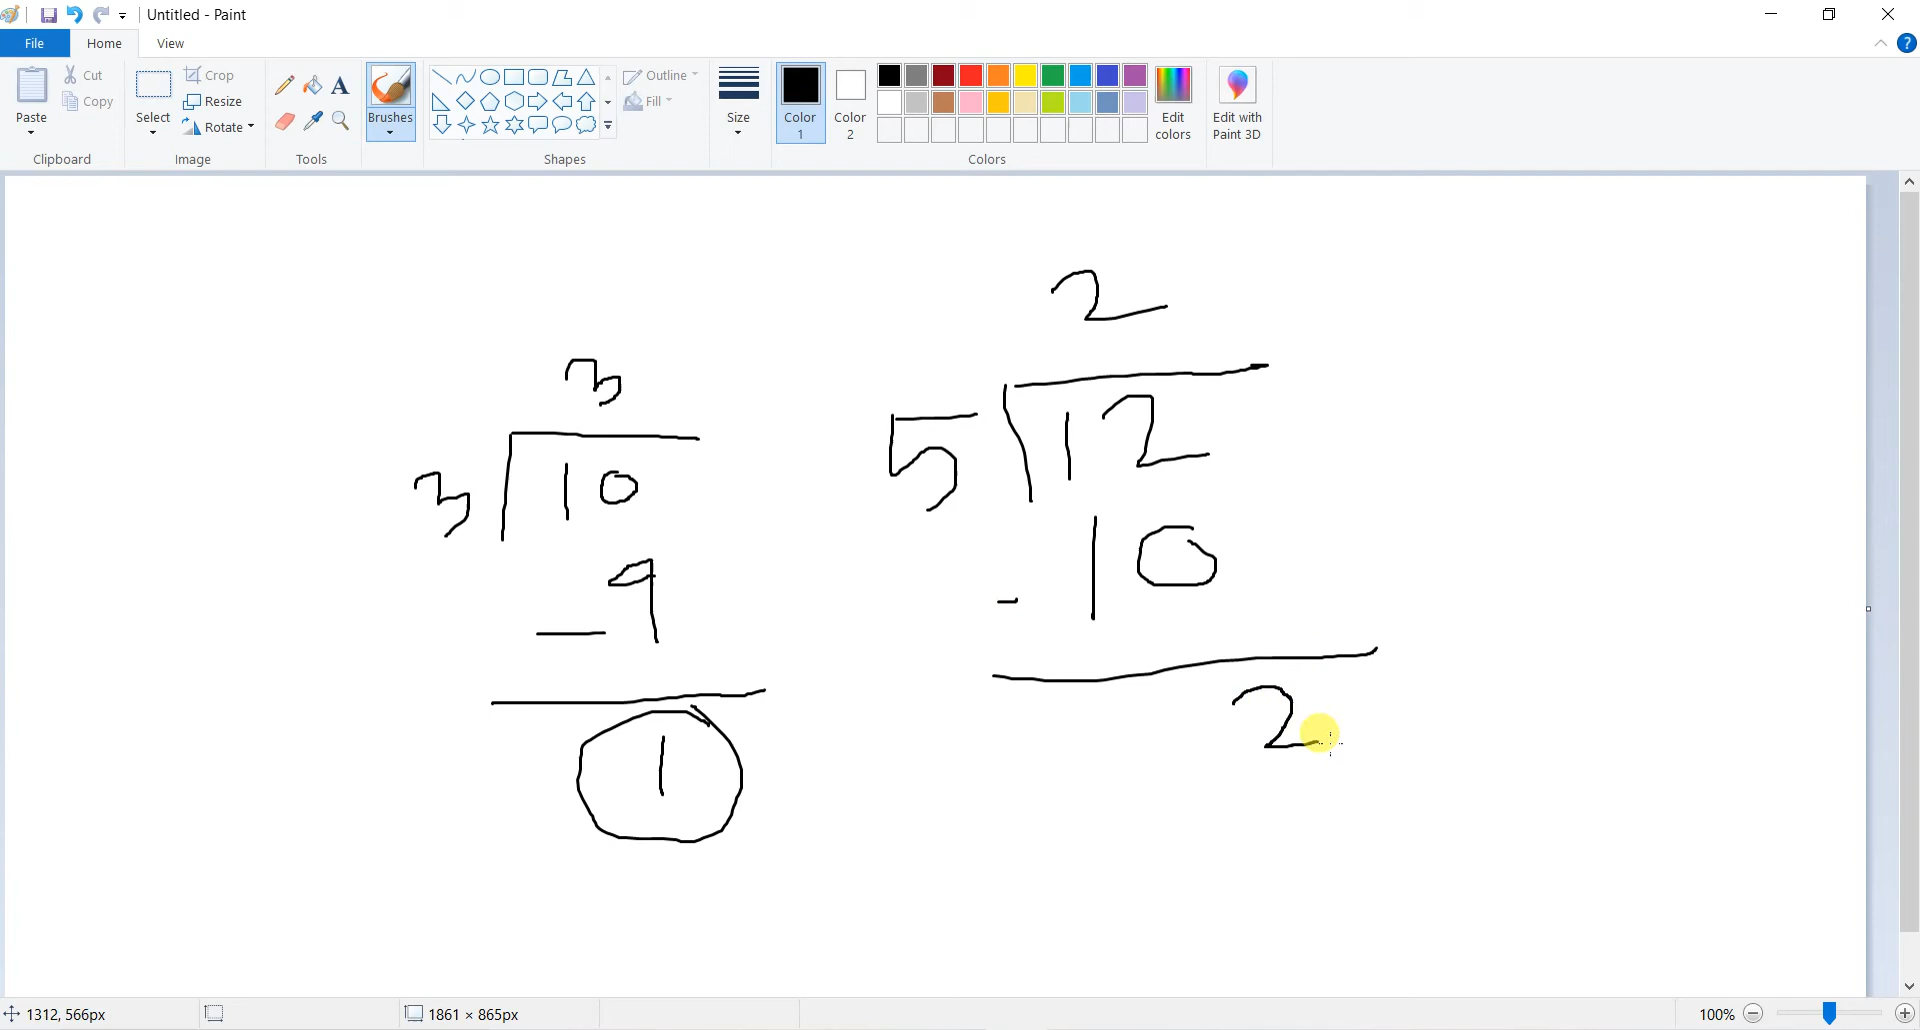 Untitled - Paint
File Home View
Paste
Cut
Copy
Clipboard
Select
Crop
Resize
Rotate
Image
A
Tools
Brushes
Outline
Fill
Shapes
Size
Color 1
Color 2
Edit colors
Colors
Edit with Paint 3D
3
3 10
- 9
1
2
5 12
- 10
2
1312, 566px
1861 × 865px
100%